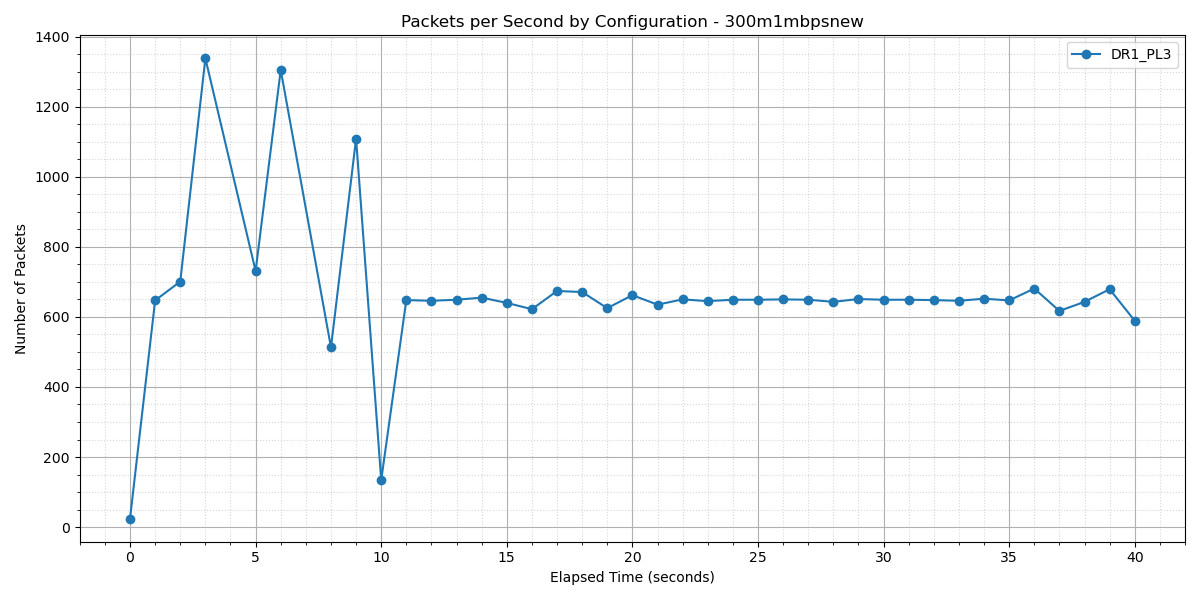 Packets per Second by Configuration - 300m1mbpsnew
DR1_PL3
Number of Packets
1400
1200
1000
800
600
400
200
0
0 5 10 15 20 25 30 35 40
Elapsed Time (seconds)